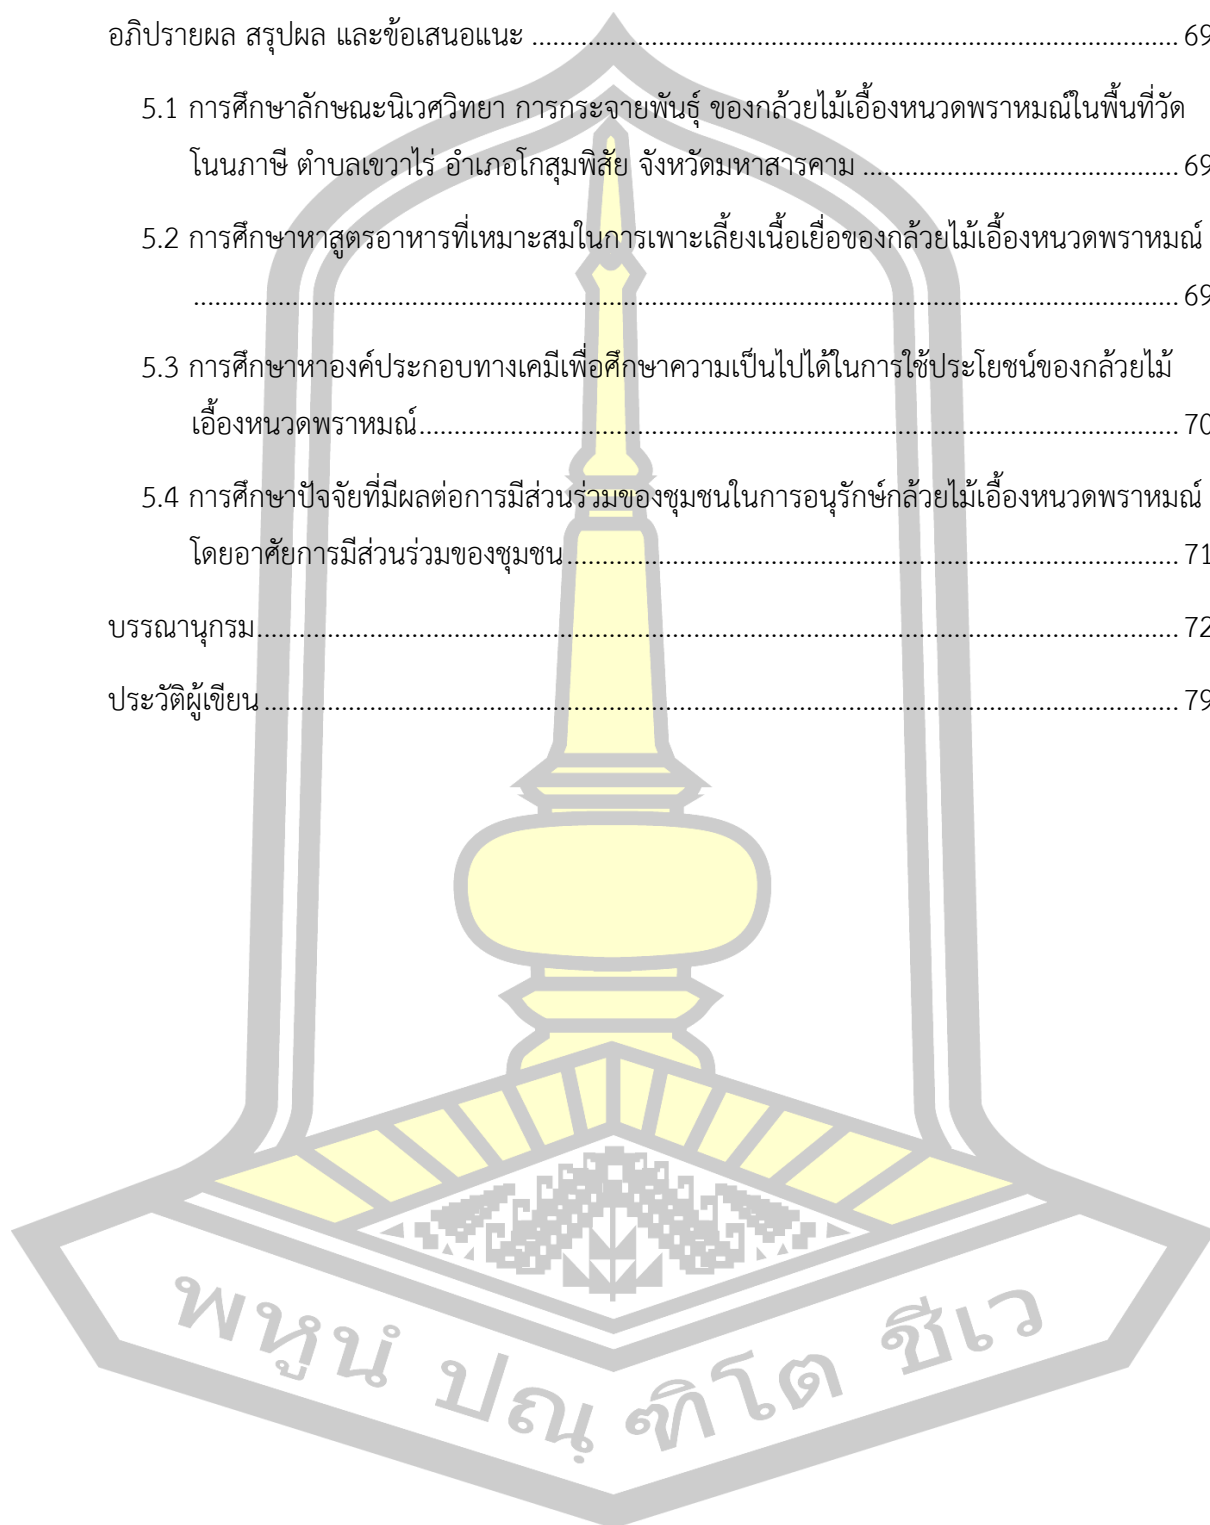 อภิปรายผล สรุปผล และข้อเสนอแนะ ............................................................................................ 69
5.1 การศึกษาลักษณะนิเวศวิทยา การกระจายพันธุ์ ของกล้วยไม้เอื้องหนวดพราหมณ์ในพื้นที่วัด
โนนภาษี ตำบลเขวาไร่ อำเภอโกสุมพิสัย จังหวัดมหาสารคาม ............................................. 69
5.2 การศึกษาหาสูตรอาหารที่เหมาะสมในการเพาะเลี้ยงเนื้อเยื่อของกล้วยไม้เอื้องหนวดพราหมณ์
............................................................................................................................................ 69
5.3 การศึกษาหาองค์ประกอบทางเคมีเพื่อศึกษาความเป็นไปได้ในการใช้ประโยชน์ของกล้วยไม้
เอื้องหนวดพราหมณ์............................................................................................................ 70
5.4 การศึกษาปัจจัยที่มีผลต่อการมีส่วนร่วมของชุมชนในการอนุรักษ์กล้วยไม้เอื้องหนวดพราหมณ์
โดยอาศัยการมีส่วนร่วมของชุมชน ....................................................................................... 71
บรรณานุกรม.................................................................................................................................. 72
ประวัติผู้เขียน .................................................................................................................................. 79
พหูนํ ปณฺฑิโต ชีเว